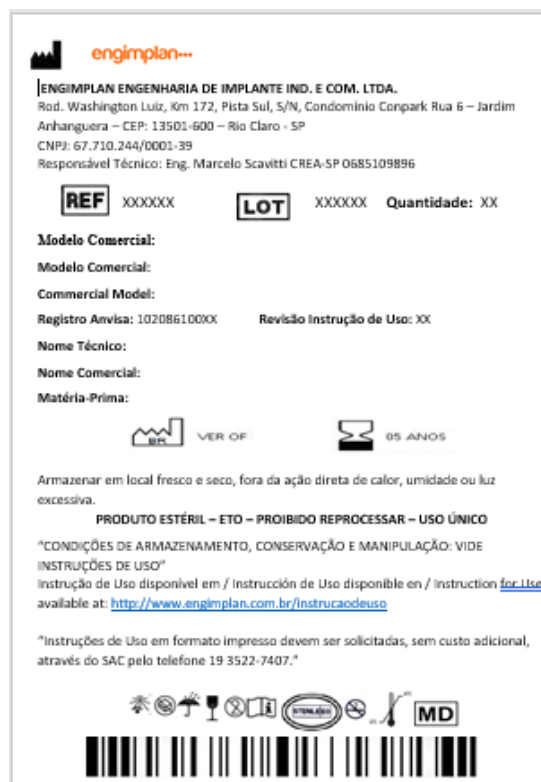 engimplan
ENGIMPLAN ENGENHARIA DE IMPLANTE IND. E COM. LTDA.
Rod. Washington Luiz, Km 172, Pista Sul, S/N, Condomínio Conpark Rua 6 – Jardim
Anhanguera – CEP: 13501-600 – Rio Claro - SP
CNPJ: 67.710.244/0001-39
Responsável Técnico: Eng. Marcelo Scavitti CREA-SP 0685109896
REF XXXXXX LOT XXXXXX Quantidade: XX
Modelo Comercial:
Modelo Comercial:
Commercial Model:
Registro Anvisa: 102086100XX Revisão Instrução de Uso: XX
Nome Técnico:
Nome Comercial:
Matéria-Prima:
BR VER OF 05 ANOS
Armazenar em local fresco e seco, fora da ação direta de calor, umidade ou luz
excessiva.
PRODUTO ESTÉRIL – ETO – PROIBIDO REPROCESSAR – USO ÚNICO
"CONDIÇÕES DE ARMAZENAMENTO, CONSERVAÇÃO E MANIPULAÇÃO: VIDE
INSTRUÇÕES DE USO"
Instrução de Uso disponível em / Instrucción de Uso disponible en / Instruction for Use
available at: http://www.engimplan.com.br/instrucaodeuso
"Instruções de Uso em formato impresso devem ser solicitadas, sem custo adicional,
através do SAC pelo telefone 19 3522-7407."
MD